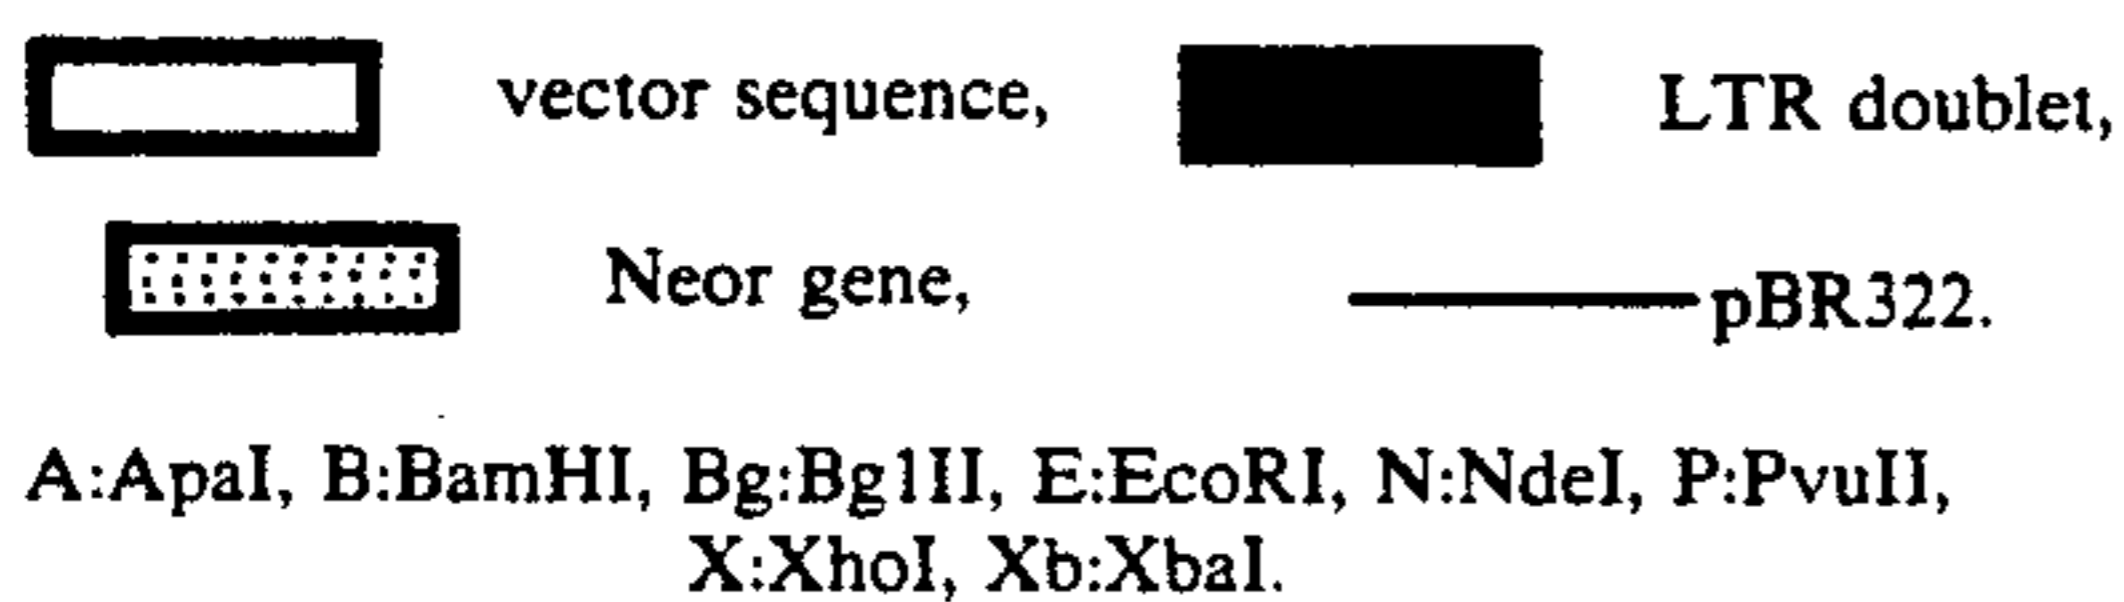 vector sequence, LTR doublet,
Neor gene, pBR322.
A:ApaI, B:BamHI, Bg:Bg1II, E:EcoRI, N:NdeI, P:PvuII,
X:XhoI, Xb:XbaI.